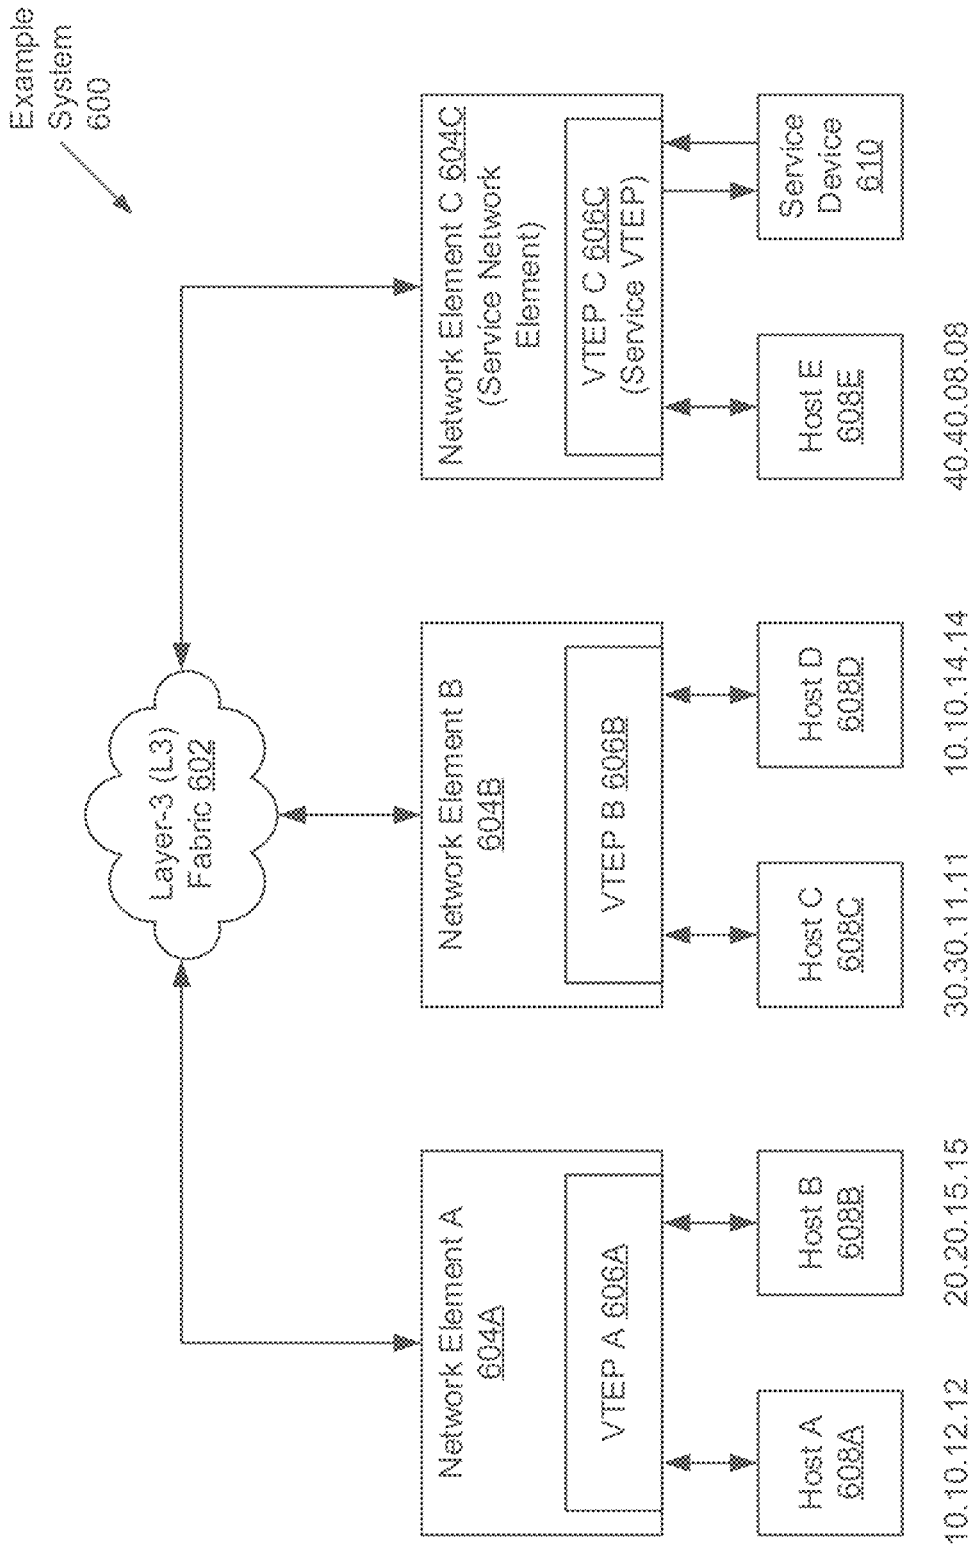 Example
System
600
Layer-3 (L3)
Fabric 602
Network Element A
604A
VTEP A 606A
Host A
608A
10.10.12.12
Host B
608B
20.20.15.15
Network Element B
604B
VTEP B 606B
Host C
608C
30.30.11.11
Host D
608D
10.10.14.14
Network Element C 604C
(Service Network
Element)
VTEP C 606C
(Service VTEP)
Host E
608E
40.40.08.08
Service
Device
610